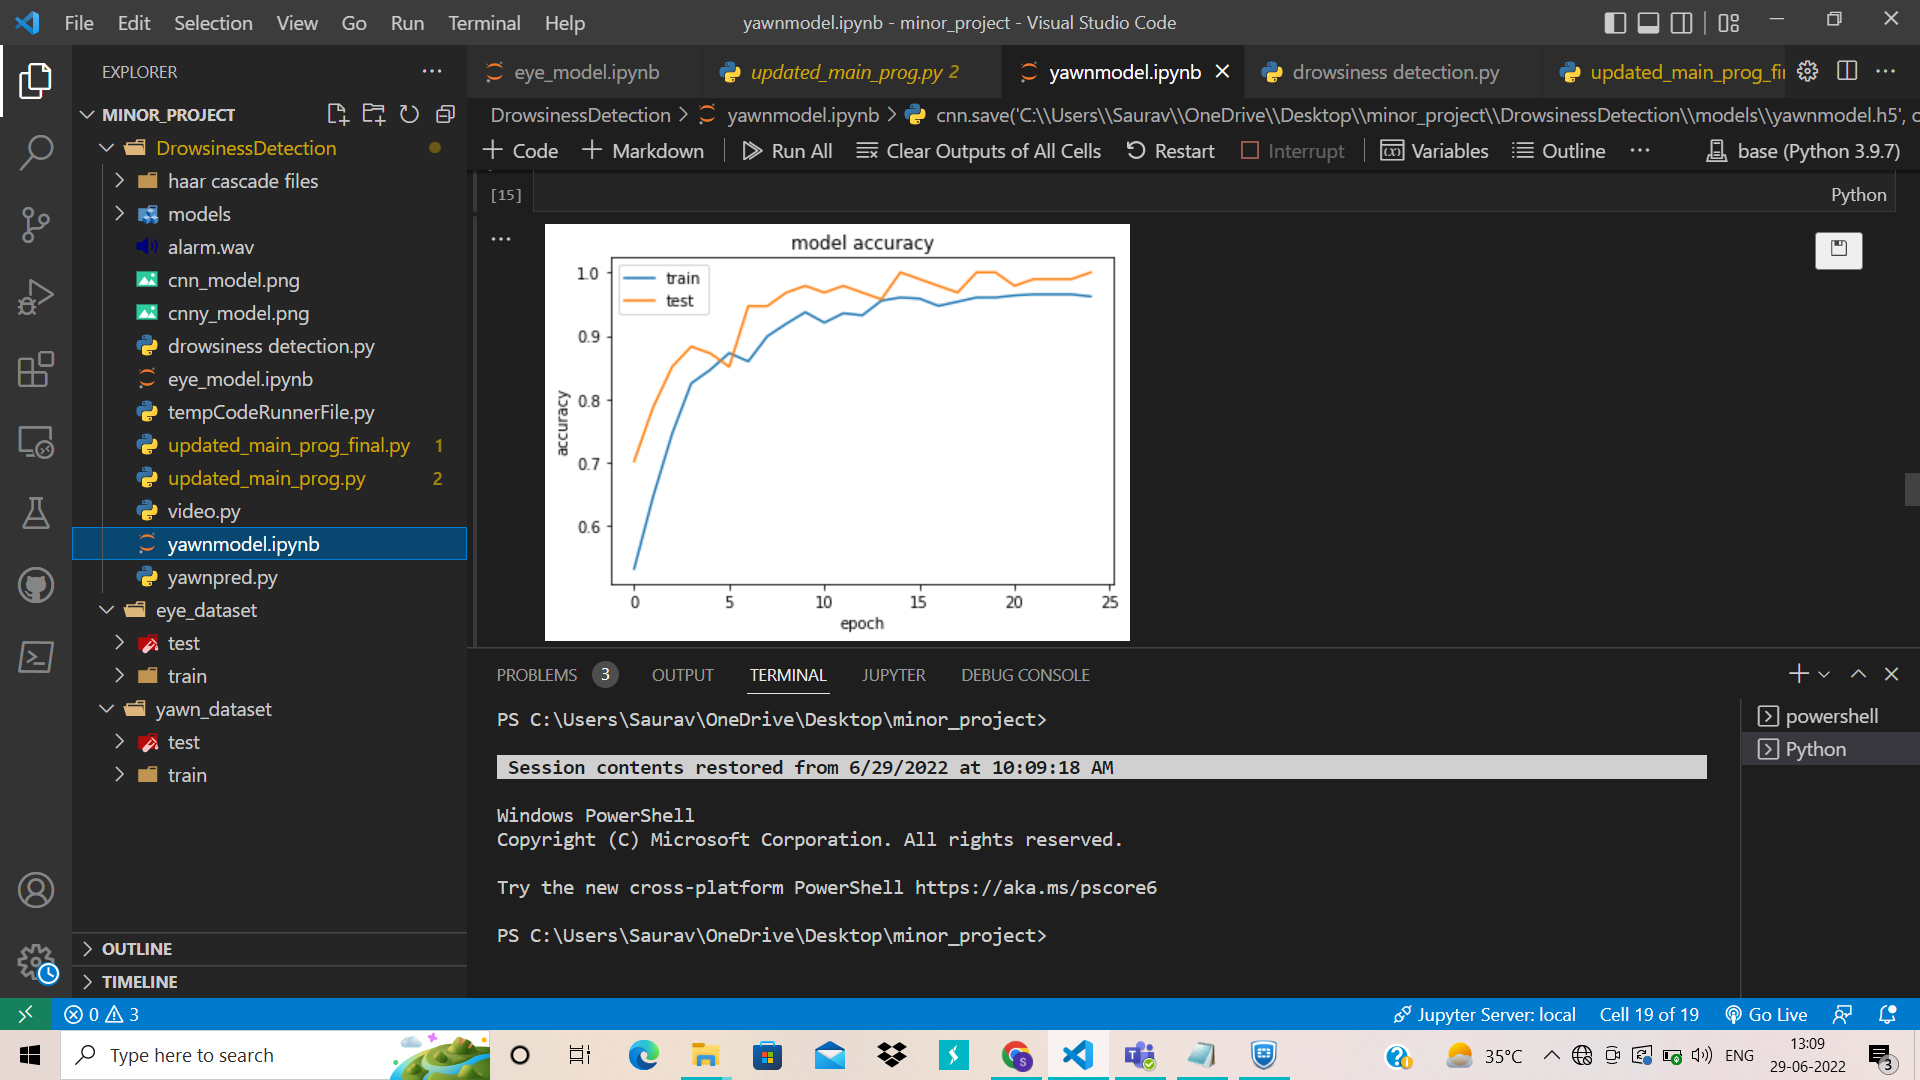 File Edit Selection View Go Run Terminal Help
yawnmodel.ipynb - minor_project - Visual Studio Code
EXPLORER
MINOR_PROJECT
DrowsinessDetection
haar cascade files
models
alarm.wav
cnn_model.png
cnny_model.png
drowsiness detection.py
eye_model.ipynb
tempCodeRunnerFile.py
updated_main_prog_final.py 1
updated_main_prog.py 2
video.py
yawnmodel.ipynb
yawnpred.py
eye_dataset
test
train
yawn_dataset
test
train
OUTLINE
TIMELINE
eye_model.ipynb
updated_main_prog.py 2
yawnmodel.ipynb
drowsiness detection.py
updated_main_prog_fin
DrowsinessDetection > yawnmodel.ipynb > cnn.save('C:\\Users\\Saurav\\OneDrive\\Desktop\\minor_project\\DrowsinessDetection\\models\\yawnmodel.h5', c
Code Markdown Run All Clear Outputs of All Cells Restart Interrupt Variables Outline base (Python 3.9.7)
[15]
Python
model accuracy
train
test
1.0
0.9
0.8
0.7
0.6
accuracy
0 5 10 15 20 25
epoch
PROBLEMS 3 OUTPUT TERMINAL JUPYTER DEBUG CONSOLE
PS C:\Users\Saurav\OneDrive\Desktop\minor_project>
Session contents restored from 6/29/2022 at 10:09:18 AM
Windows PowerShell
Copyright (C) Microsoft Corporation. All rights reserved.
Try the new cross-platform PowerShell https://aka.ms/pscore6
PS C:\Users\Saurav\OneDrive\Desktop\minor_project>
powershell
Python
0 3
Jupyter Server: local Cell 19 of 19 Go Live
Type here to search
35°C
ENG
13:09
29-06-2022
3